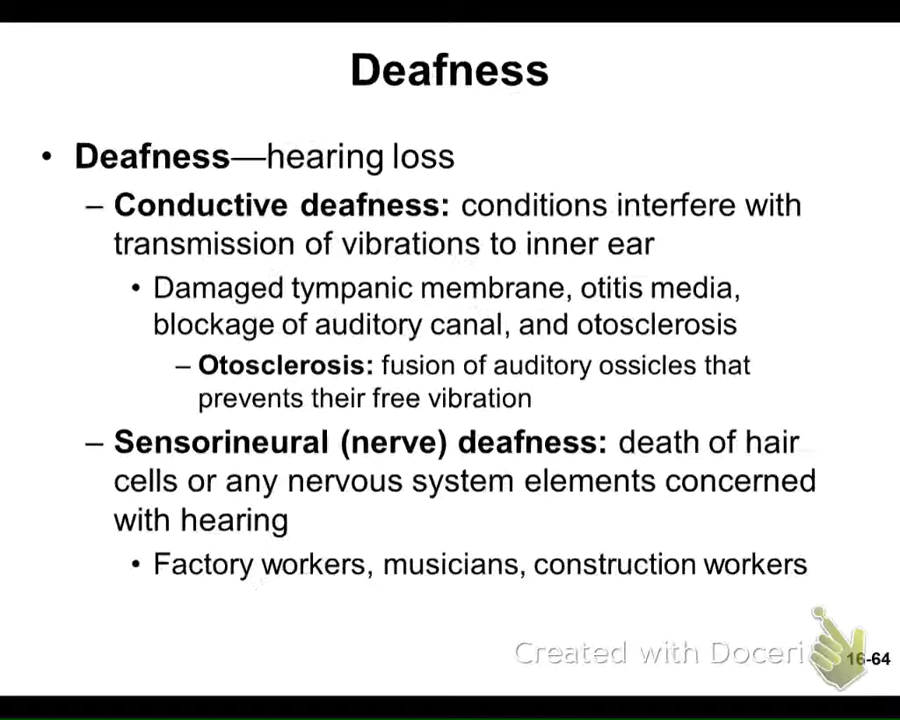 Deafness
• Deafness—hearing loss
– Conductive deafness: conditions interfere with
transmission of vibrations to inner ear
• Damaged tympanic membrane, otitis media,
blockage of auditory canal, and otosclerosis
– Otosclerosis: fusion of auditory ossicles that
prevents their free vibration
– Sensorineural (nerve) deafness: death of hair
cells or any nervous system elements concerned
with hearing
• Factory workers, musicians, construction workers
Created with Doceri
16-64